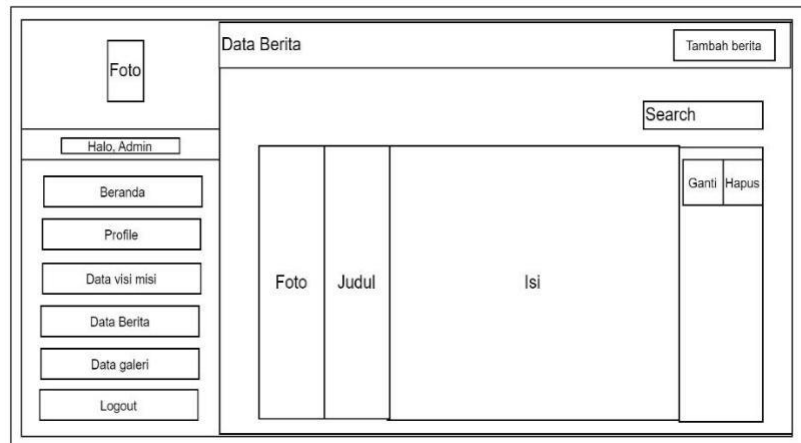 Foto
Halo, Admin
Beranda
Profile
Data visi misi
Data Berita
Data galeri
Logout
Data Berita
Tambah berita
Search
Foto
Judul
Isi
Ganti
Hapus